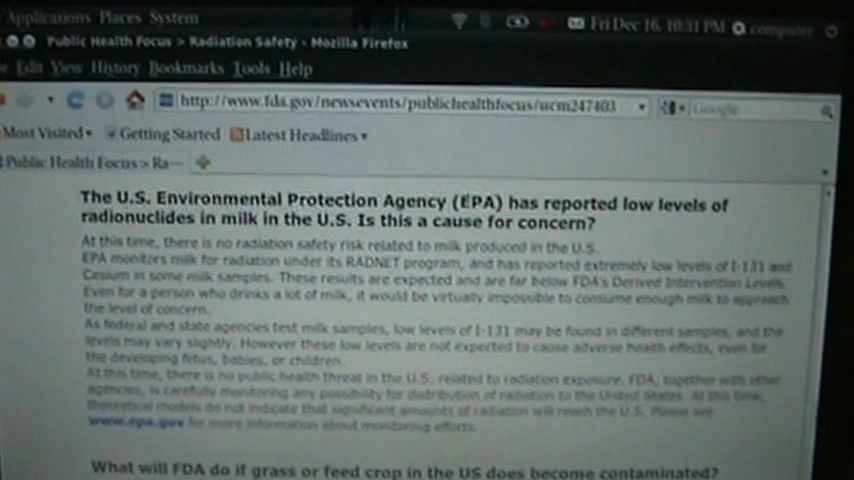 Applications Places System
Fri Dec 16, 10:31 PM computer
Public Health Focus > Radiation Safety - Mozilla Firefox
Edit View History Bookmarks Tools Help
http://www.fda.gov/newsevents/publichealthfocus/ucm247403 Google
Most Visited Getting Started Latest Headlines
Public Health Focus > Ra
The U.S. Environmental Protection Agency (EPA) has reported low levels of
radionuclides in milk in the U.S. Is this a cause for concern?
At this time, there is no radiation safety risk related to milk produced in the U.S.
EPA monitors milk for radiation under its RADNET program, and has reported extremely low levels of I-131 and
Cesium in some milk samples. These results are expected and are far below FDA's Derived Intervention Levels.
Even for a person who drinks a lot of milk, it would be virtually impossible to consume enough milk to approach
the level of concern.
As federal and state agencies test milk samples, low levels of I-131 may be found in different samples, and the
levels may vary slightly. However these low levels are not expected to cause adverse health effects, even for
the developing fetus, babies, or children.
At this time, there is no public health threat in the U.S. related to radiation exposure. FDA, together with other
agencies, is carefully monitoring any possibility for distribution of radiation to the United States. At this time,
theoretical models do not indicate that significant amounts of radiation will reach the U.S. Please see
www.epa.gov for more information about monitoring efforts.
What will FDA do if grass or feed crop in the US does become contaminated?